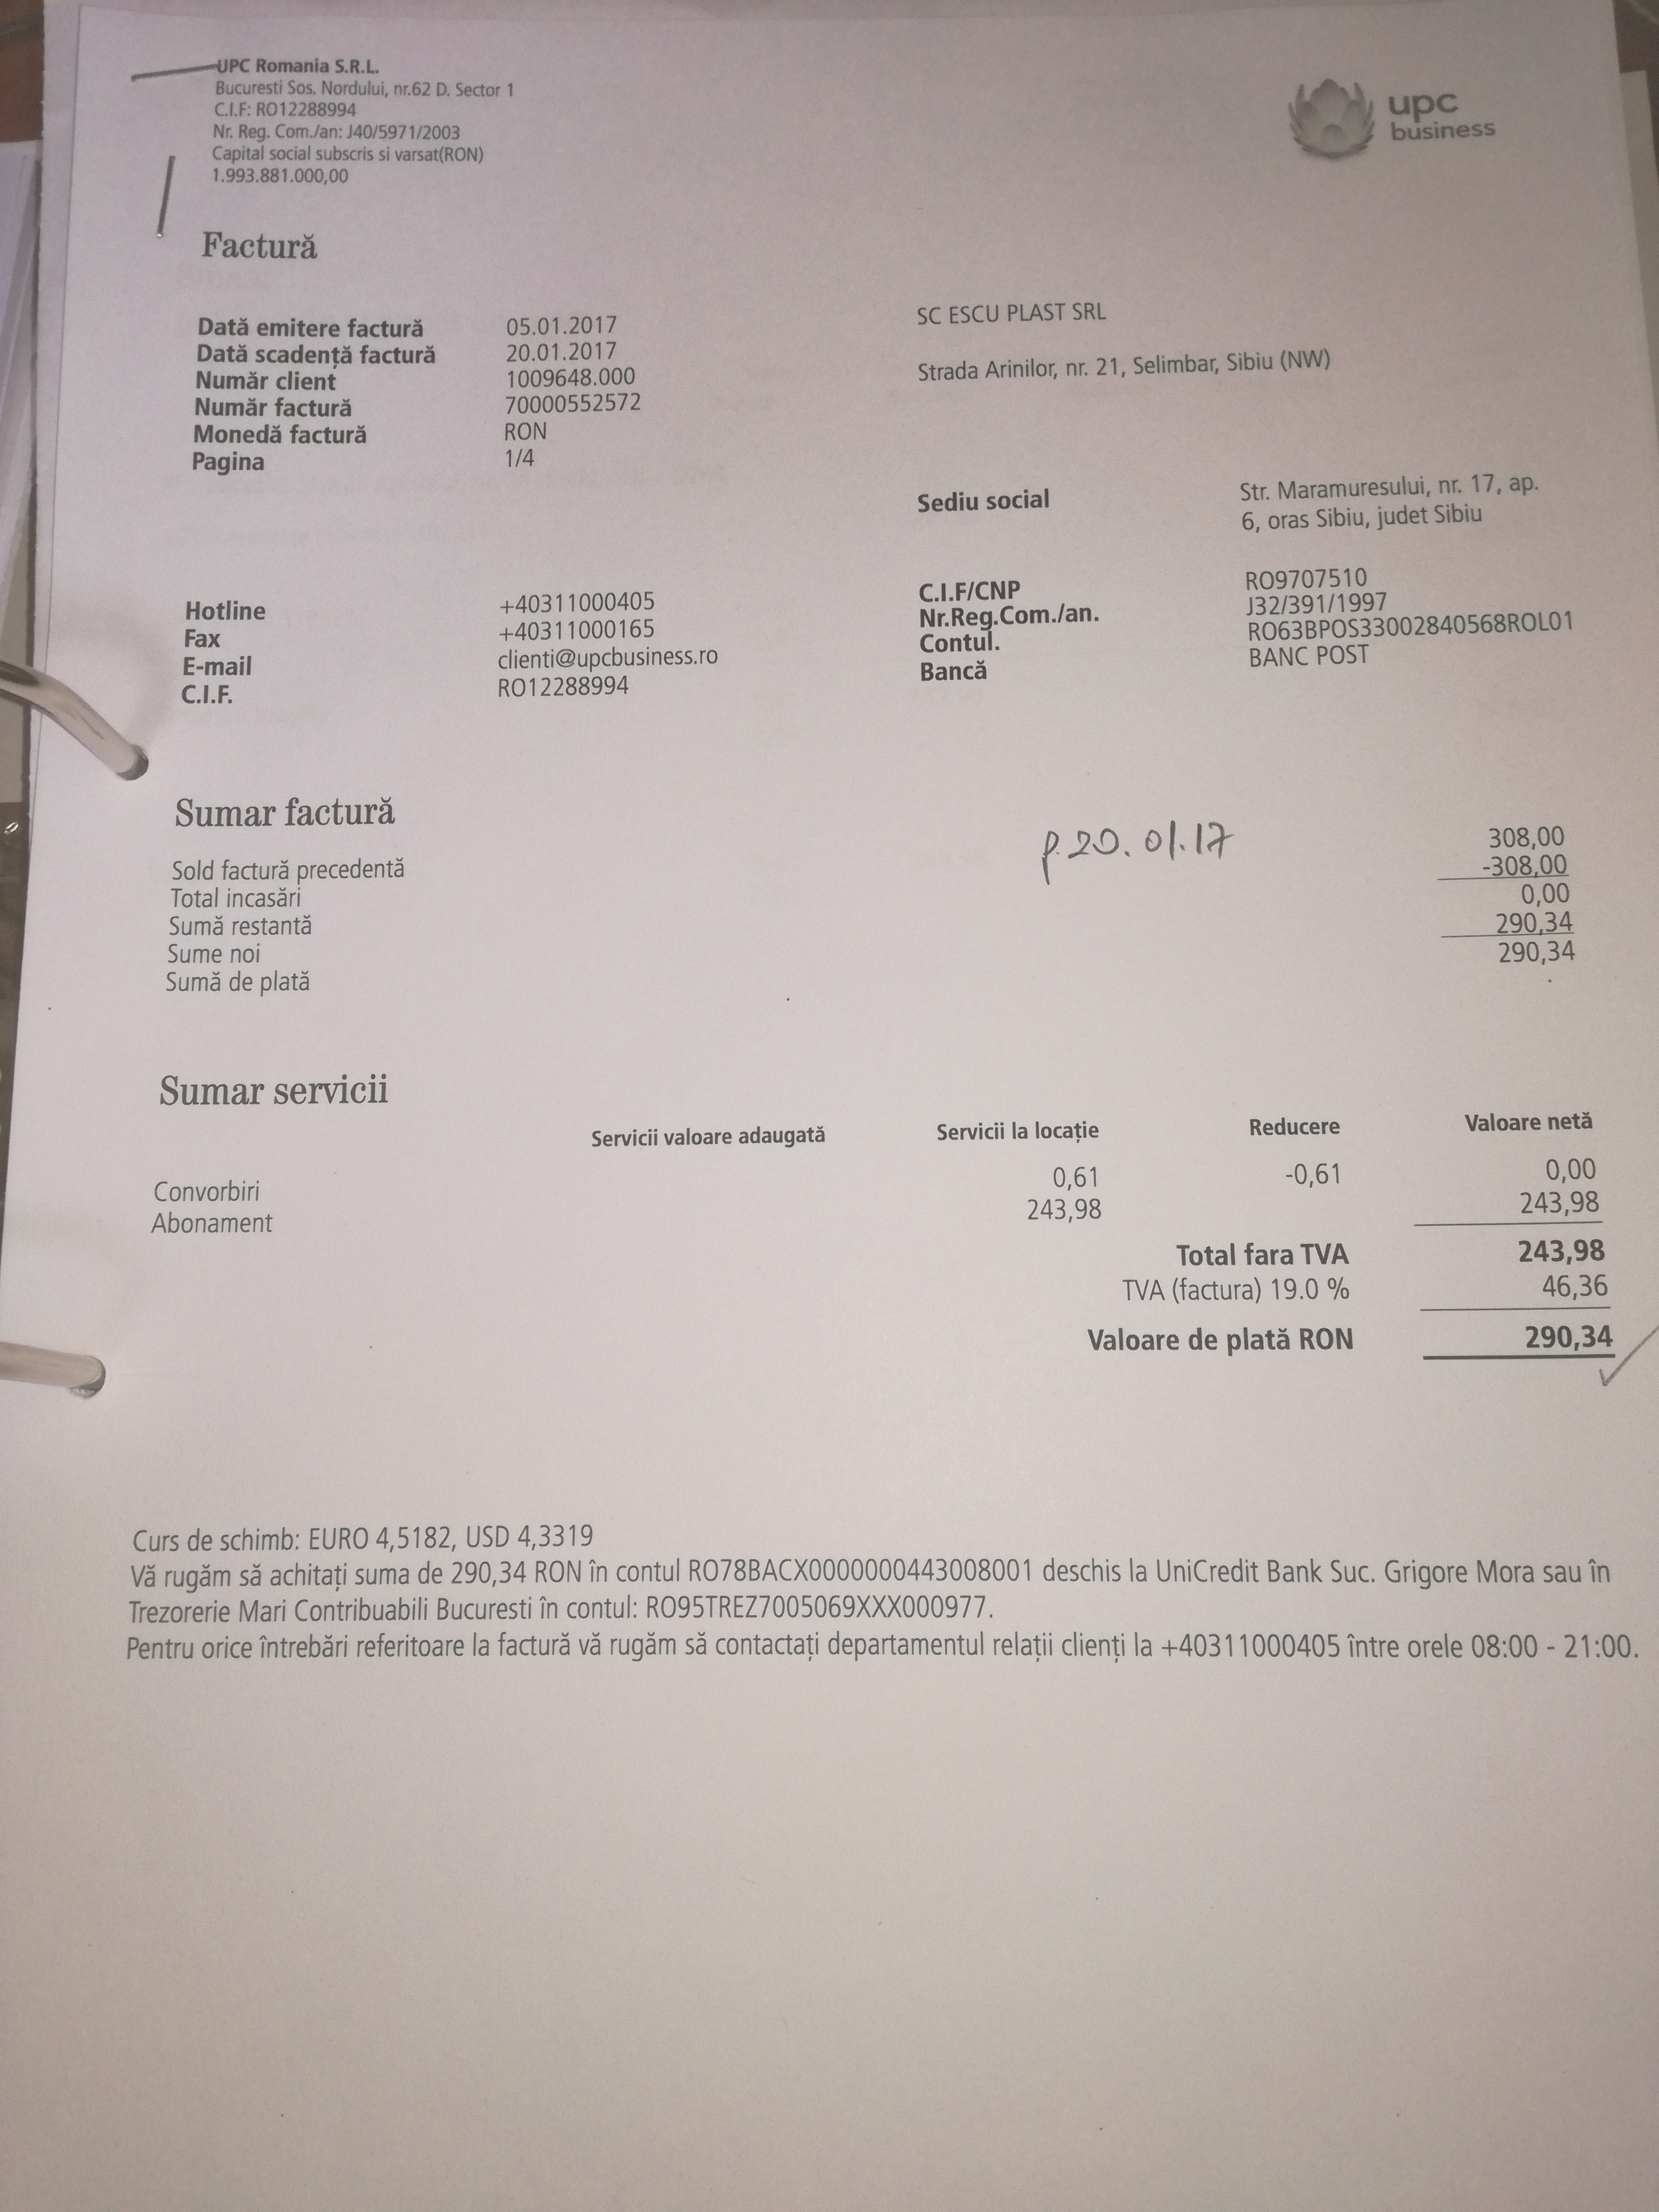 UPC Romania S.R.L.
Bucuresti Sos. Nordului, nr.62 D. Sector 1
C.I.F: RO12288994
Nr. Reg. Com./an: J40/5971/2003
Capital social subscris si varsat(RON)
1.993.881.000,00
upc
business
Factură
Dată emitere factură 05.01.2017
Dată scadență factură 20.01.2017
Număr client 1009648.000
Număr factură 70000552572
Monedă factură RON
Pagina 1/4
SC ESCU PLAST SRL
Strada Arinilor, nr. 21, Selimbar, Sibiu (NW)
Sediu social Str. Maramuresului, nr. 17, ap.
6, oras Sibiu, judet Sibiu
Hotline +40311000405
Fax +40311000165
E-mail clienti@upcbusiness.ro
C.I.F. RO12288994
C.I.F/CNP RO9707510
Nr.Reg.Com./an. J32/391/1997
Contul. RO63BPOS33002840568ROL01
Bancă BANC POST
Sumar factură
p.20.01.17
Sold factură precedentă 308,00
Total incasări -308,00
Sumă restantă 0,00
Sume noi 290,34
Sumă de plată 290,34
Sumar servicii
Servicii valoare adaugată Servicii la locație Reducere Valoare netă
Convorbiri 0,61 -0,61 0,00
Abonament 243,98 243,98
Total fara TVA 243,98
TVA (factura) 19.0 % 46,36
Valoare de plată RON 290,34
Curs de schimb: EURO 4,5182, USD 4,3319
Vă rugăm să achitați suma de 290,34 RON în contul RO78BACX0000000443008001 deschis la UniCredit Bank Suc. Grigore Mora sau în
Trezorerie Mari Contribuabili Bucuresti în contul: RO95TREZ7005069XXX000977.
Pentru orice întrebări referitoare la factură vă rugăm să contactați departamentul relații clienți la +40311000405 între orele 08:00 - 21:00.